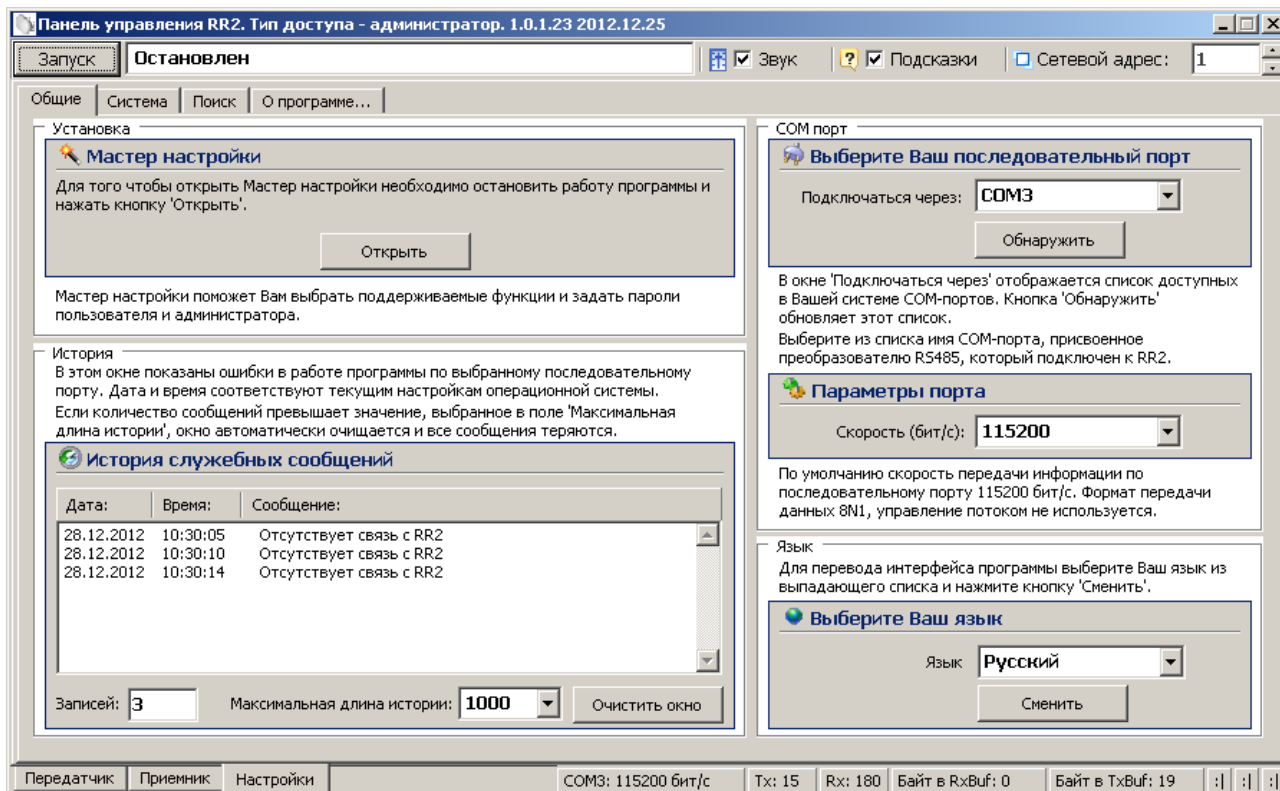 Панель управления RR2. Тип доступа - администратор. 1.0.1.23 2012.12.25
Запуск
Остановлен
Звук
Подсказки
Сетевой адрес:
1
Общие
Система
Поиск
О программе...
Установка
Мастер настройки
Для того чтобы открыть Мастер настройки необходимо остановить работу программы и
нажать кнопку 'Открыть'.
Открыть
Мастер настройки поможет Вам выбрать поддерживаемые функции и задать пароли
пользователя и администратора.
История
В этом окне показаны ошибки в работе программы по выбранному последовательному
порту. Дата и время соответствуют текущим настройкам операционной системы.
Если количество сообщений превышает значение, выбранное в поле 'Максимальная
длина истории', окно автоматически очищается и все сообщения теряются.
История служебных сообщений
Дата: Время: Сообщение:
28.12.2012 10:30:05 Отсутствует связь с RR2
28.12.2012 10:30:10 Отсутствует связь с RR2
28.12.2012 10:30:14 Отсутствует связь с RR2
Записей: 3
Максимальная длина истории: 1000
Очистить окно
COM порт
Выберите Ваш последовательный порт
Подключаться через: COM3
Обнаружить
В окне 'Подключаться через' отображается список доступных
в Вашей системе COM-портов. Кнопка 'Обнаружить'
обновляет этот список.
Выберите из списка имя COM-порта, присвоенное
преобразователю RS485, который подключен к RR2.
Параметры порта
Скорость (бит/с): 115200
По умолчанию скорость передачи информации по
последовательному порту 115200 бит/с. Формат передачи
данных 8N1, управление потоком не используется.
Язык
Для перевода интерфейса программы выберите Ваш язык из
выпадающего списка и нажмите кнопку 'Сменить'.
Выберите Ваш язык
Язык Русский
Сменить
Передатчик
Приемник
Настройки
COM3: 115200 бит/с
Tx: 15
Rx: 180
Байт в RxBuf: 0
Байт в TxBuf: 19
:|
:|
:|